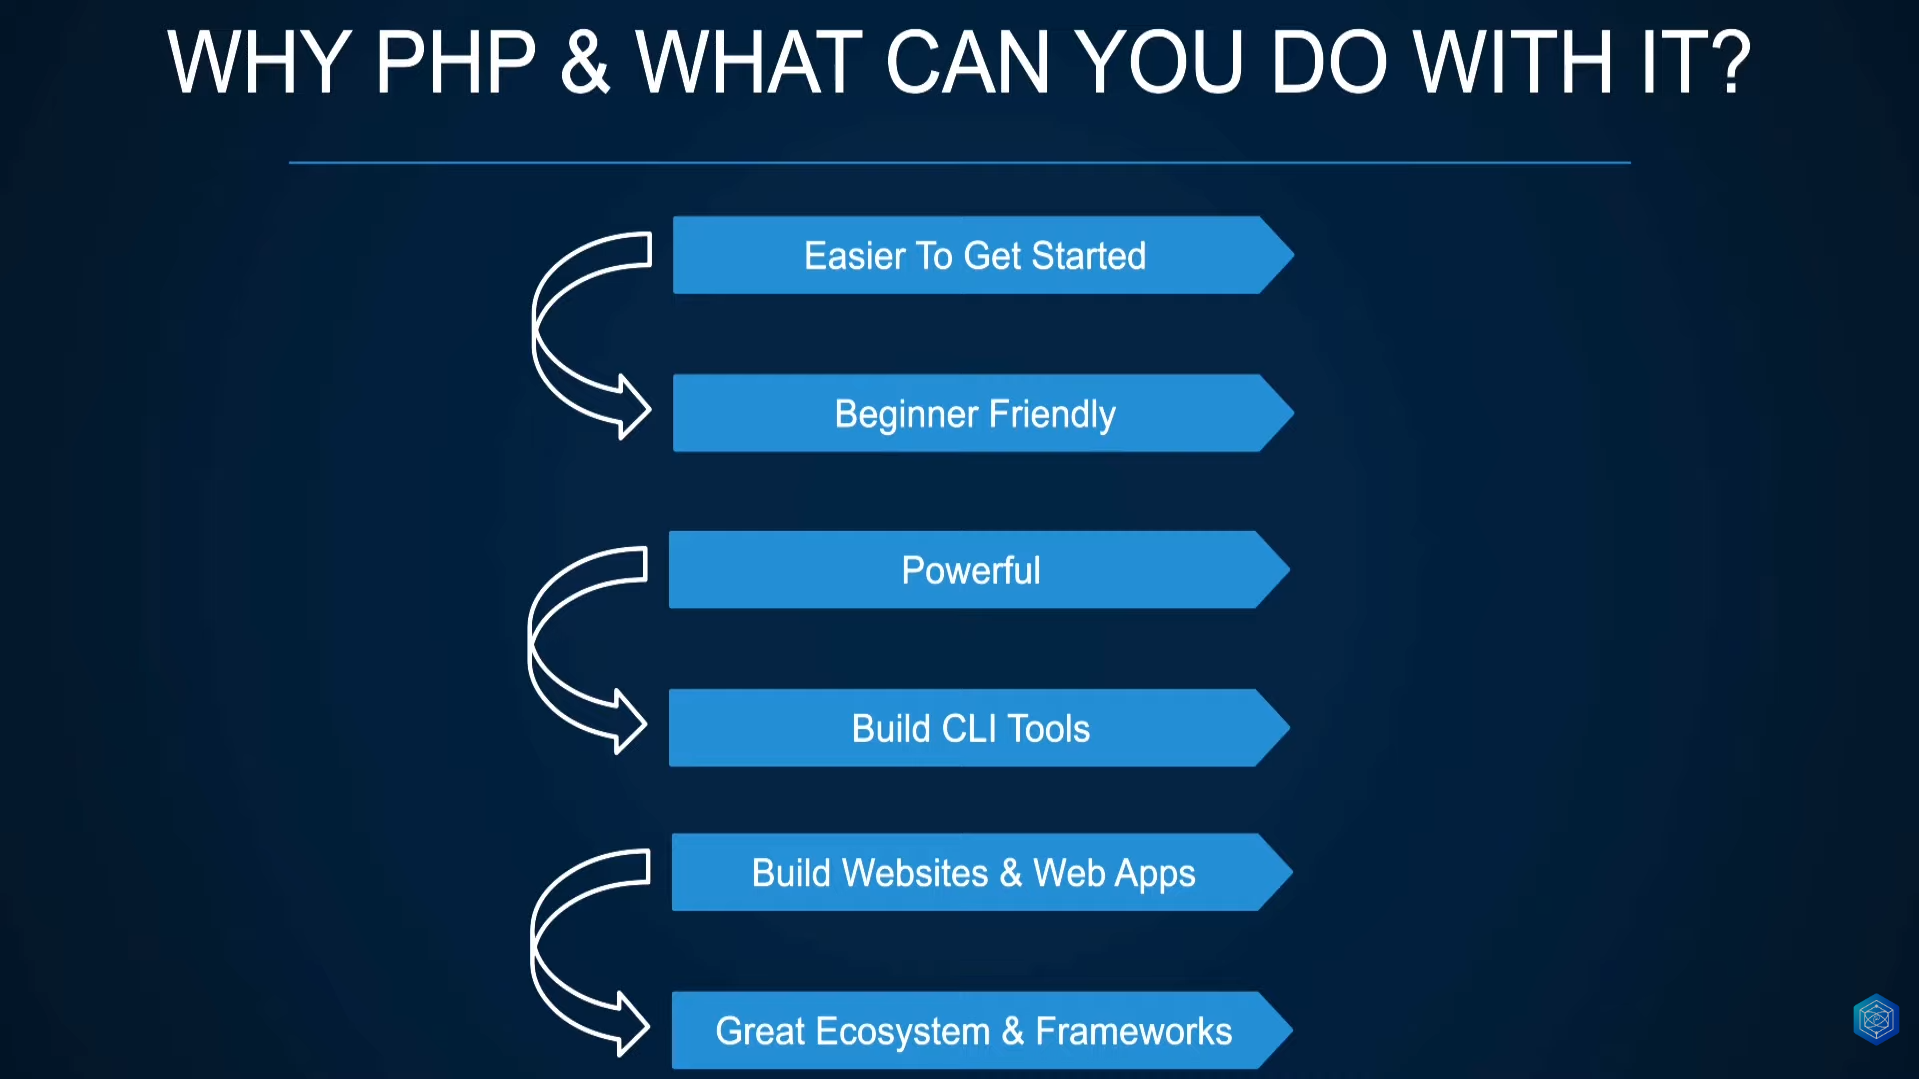 WHY PHP & WHAT CAN YOU DO WITH IT?
Easier To Get Started
Beginner Friendly
Powerful
Build CLI Tools
Build Websites & Web Apps
Great Ecosystem & Frameworks